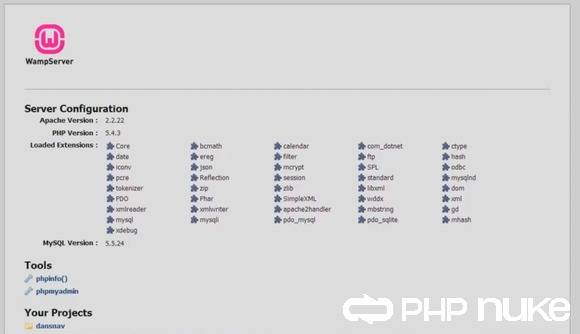 WampServer
Server Configuration
Apache Version : 2.2.22
PHP Version : 5.4.3
Loaded Extensions : Core bcmath calendar com_dotnet ctype
date ereg filter ftp hash
iconv json mcrypt SPL odbc
pcre Reflection session standard mysqlnd
tokenizer zip zlib libxml dom
PDO Phar SimpleXML wddx xml
xmlreader xmlwriter apache2handler mbstring gd
mysql mysqli pdo_mysql pdo_sqlite mhash
xdebug
MySQL Version : 5.5.24
Tools
phpinfo()
phpmyadmin
Your Projects
dansnav
PHP nuke